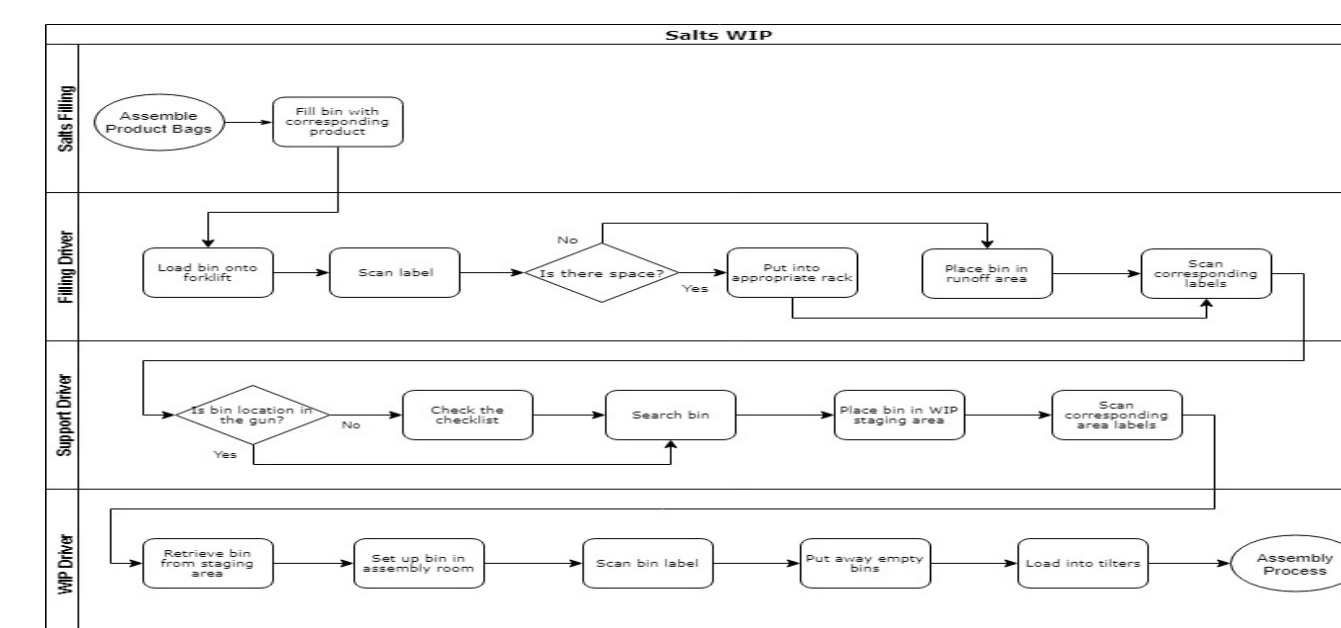 Salts WIP
Salts Filling
Assemble
Product Bags
Fill bin with
corresponding
product
Filling Driver
Load bin onto
forklift
Scan label
No
Is there space?
Yes
Put into
appropriate rack
Place bin in
runoff area
Scan
corresponding
labels
Support Driver
Is bin location in
the gun?
No
Yes
Check the
checklist
Search bin
Place bin in WIP
staging area
Scan
corresponding
area labels
WIP Driver
Retrieve bin
from staging
area
Set up bin in
assembly room
Scan bin label
Put away empty
bins
Load into tilters
Assembly
Process